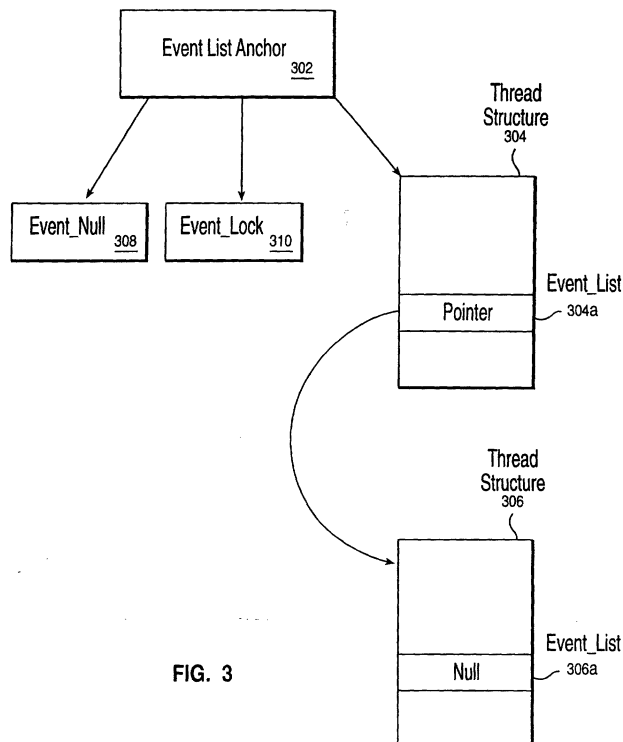 Event List Anchor
302
Thread
Structure
304
Event_Null
308
Event_Lock
310
Event_List
Pointer
304a
Thread
Structure
306
Event_List
Null
306a
FIG. 3